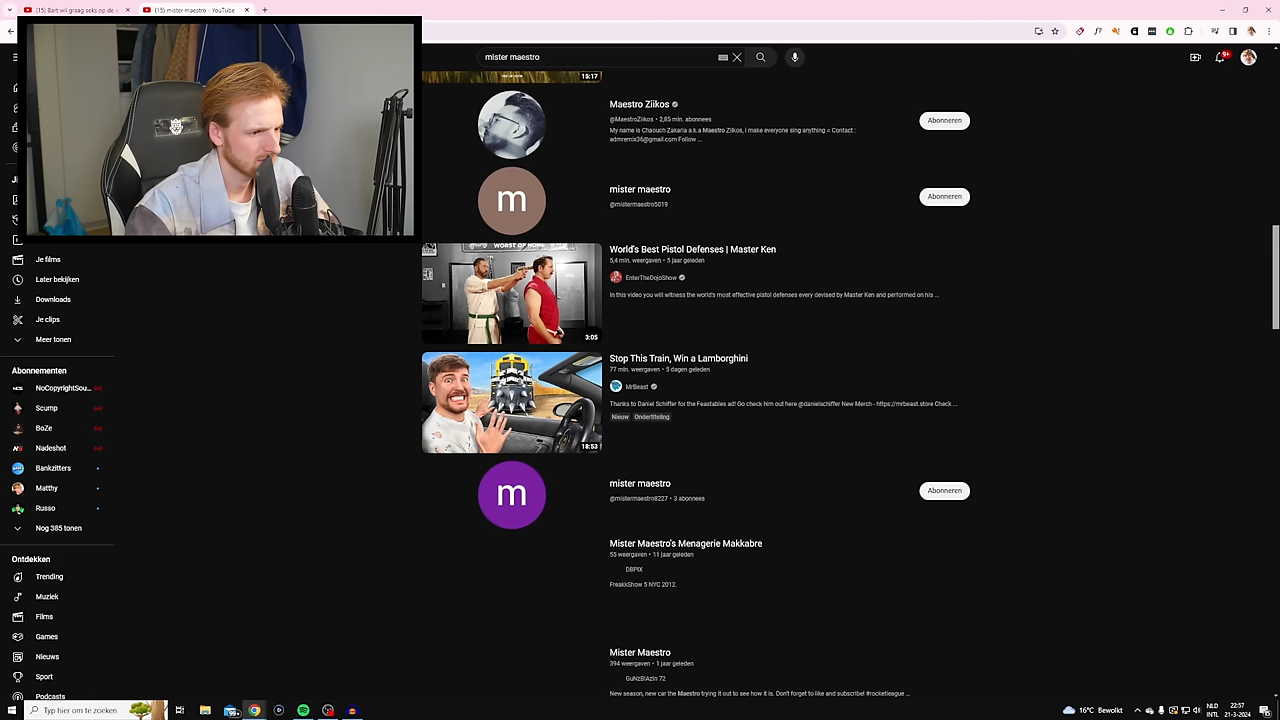 (15) Bart wil graag seks op de
(15) mister maestro - YouTube
mister maestro
9+
15:17
Maestro Ziikos
@MaestroZiikos • 2,85 mln. abonnees
My name is Chaouch Zakaria a.k.a Maestro Ziikos, i make everyone sing anything ○ Contact :
admremix36@gmail.com Follow ...
Abonneren
m
mister maestro
@mistermaestro5019
Abonneren
WORST OF
World's Best Pistol Defenses | Master Ken
5,4 mln. weergaven • 5 jaar geleden
EnterTheDojoShow
In this video you will witness the world's most effective pistol defenses every devised by Master Ken and performed on his ...
3:05
Stop This Train, Win a Lamborghini
77 mln. weergaven • 5 dagen geleden
MrBeast
Thanks to Daniel Schiffer for the Feastables ad! Go check him out here @danielschiffer New Merch - https://mrbeast.store Check ...
Nieuw Ondertiteling
18:53
m
mister maestro
@mistermaestro8227 • 3 abonnees
Abonneren
Mister Maestro's Menagerie Makkabre
55 weergaven • 11 jaar geleden
DBPIX
FreakkShow 5 NYC 2012.
Mister Maestro
394 weergaven • 1 jaar geleden
GuNzBlAzIn 72
New season, new car the Maestro trying it out to see how it is. Don't forget to like and subscribe! #rocketleague ...
Je films
Later bekijken
Downloads
Je clips
Meer tonen
Abonnementen
NoCopyrightSou...
Scump
BoZe
Nadeshot
Bankzitters
Matthy
Russo
Nog 385 tonen
Ontdekken
Trending
Muziek
Films
Games
Nieuws
Sport
Podcasts
Typ hier om te zoeken
99+
16°C Bewolkt
NLD
INTL
22:57
21-3-2024